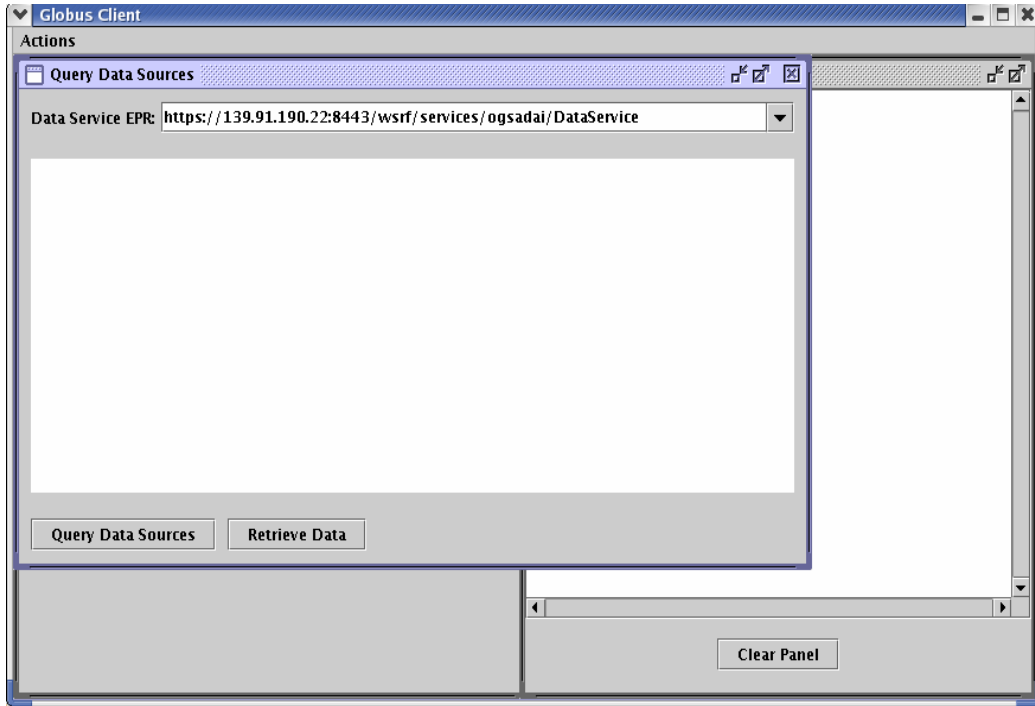 Globus Client
Actions
Query Data Sources
Data Service EPR: https://139.91.190.22:8443/wsrf/services/ogsadai/DataService
Query Data Sources Retrieve Data
Clear Panel